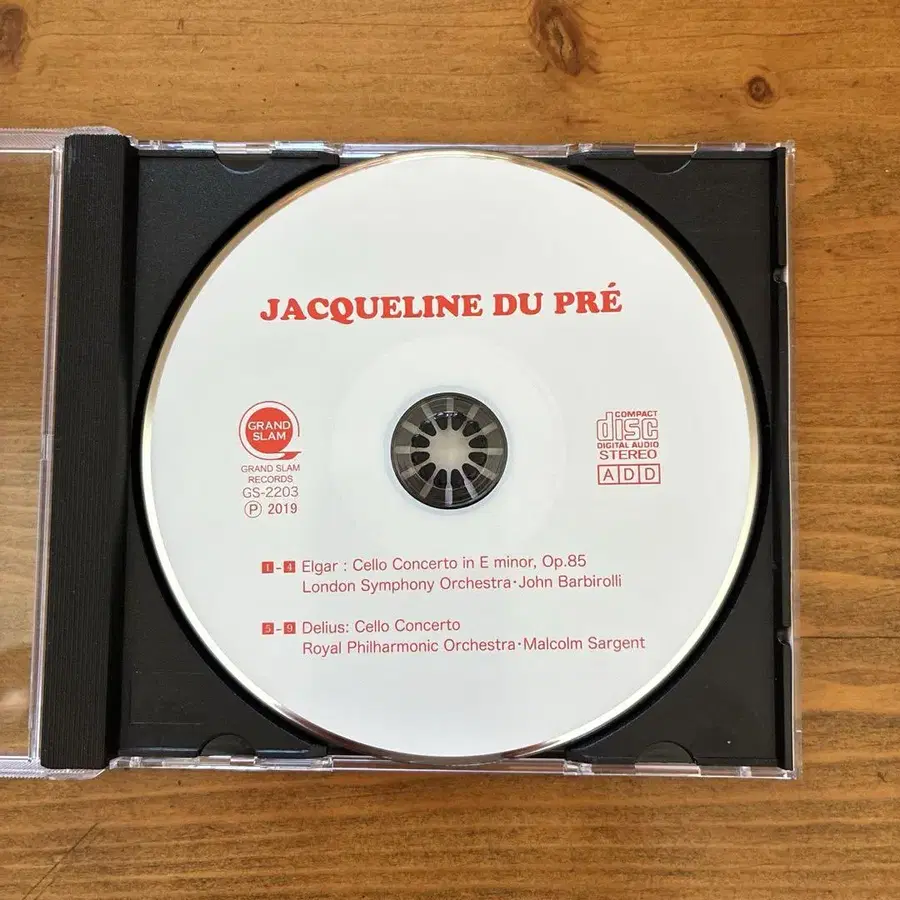 JACQUELINE DU PRÉ
GRAND
SLAM
GRAND SLAM
RECORDS
GS-2203
Ⓟ 2019
COMPACT
disc
DIGITAL AUDIO
STEREO
A D D
1-4 Elgar : Cello Concerto in E minor, Op.85
London Symphony Orchestra・John Barbirolli
5-9 Delius: Cello Concerto
Royal Philharmonic Orchestra・Malcolm Sargent